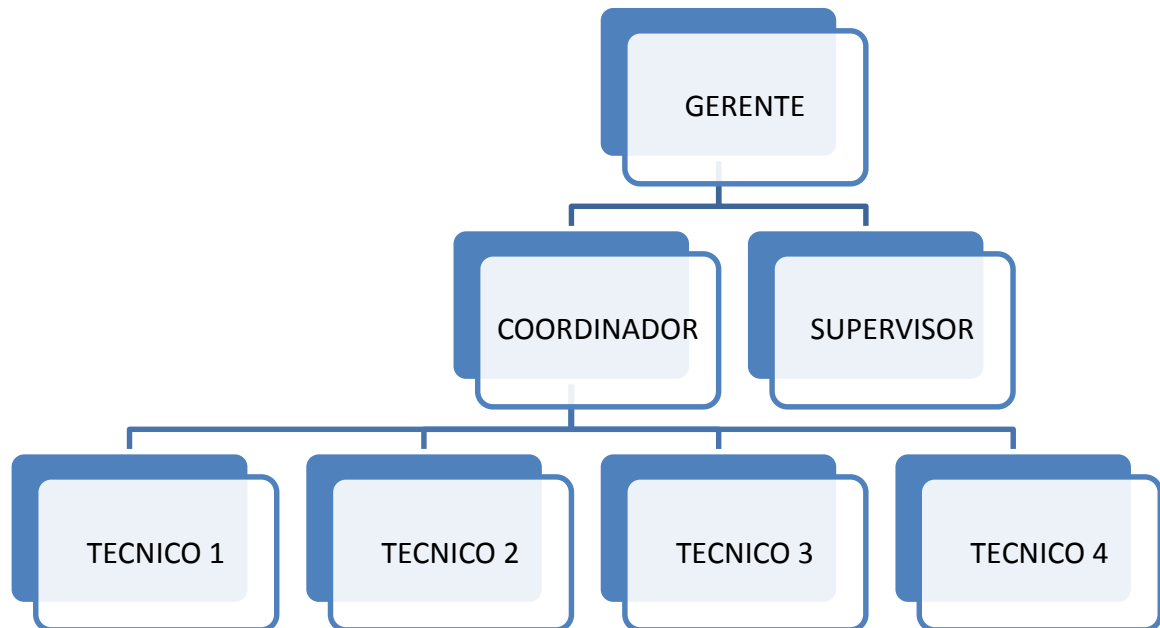 GERENTE
COORDINADOR
SUPERVISOR
TECNICO 1
TECNICO 2
TECNICO 3
TECNICO 4